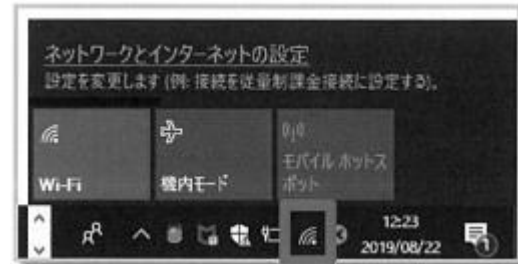 ネットワークとインターネットの設定
設定を変更します (例: 接続を従量制課金接続に設定する)。
Wi-Fi
機内モード
モバイル ホットス
ポット
12:23
2019/08/22
1